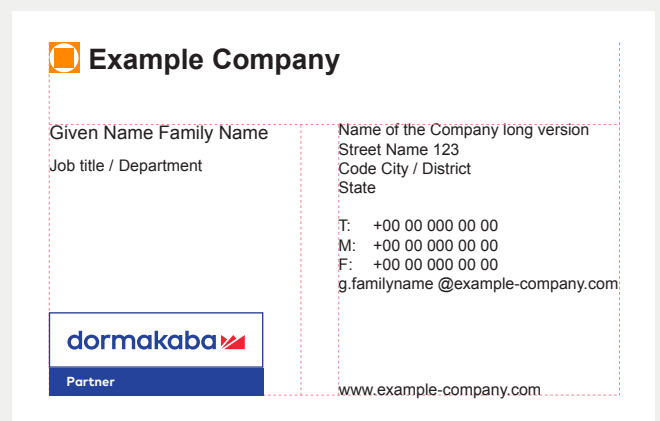 Example Company
Given Name Family Name
Job title / Department
Name of the Company long version
Street Name 123
Code City / District
State
T: +00 00 000 00 00
M: +00 00 000 00 00
F: +00 00 000 00 00
g.familyname @example-company.com
dormakaba
Partner
www.example-company.com